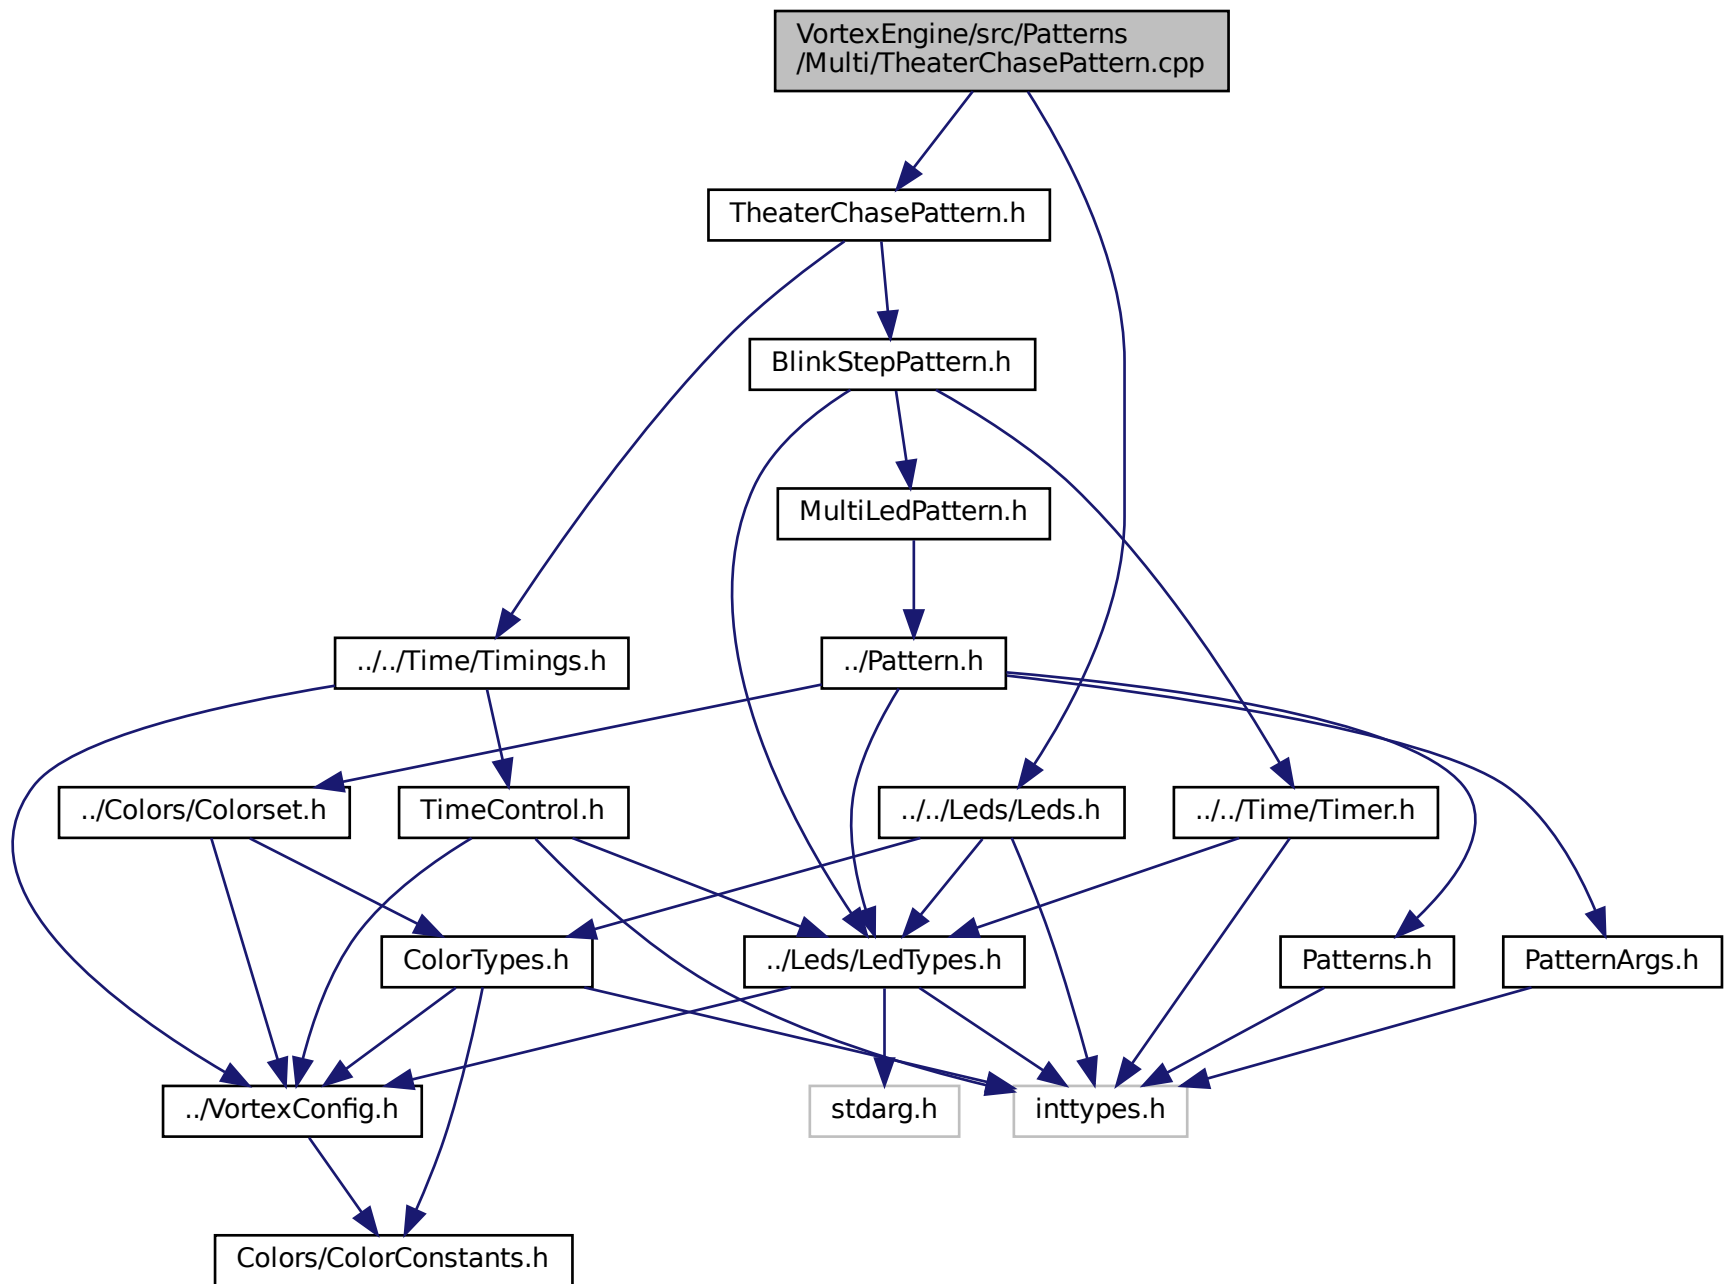 VortexEngine/src/Patterns
/Multi/TheaterChasePattern.cpp
TheaterChasePattern.h
BlinkStepPattern.h
MultiLedPattern.h
../../Time/Timings.h
../Pattern.h
../Colors/Colorset.h
TimeControl.h
../../Leds/Leds.h
../../Time/Timer.h
ColorTypes.h
../Leds/LedTypes.h
Patterns.h
PatternArgs.h
../VortexConfig.h
stdarg.h
inttypes.h
Colors/ColorConstants.h